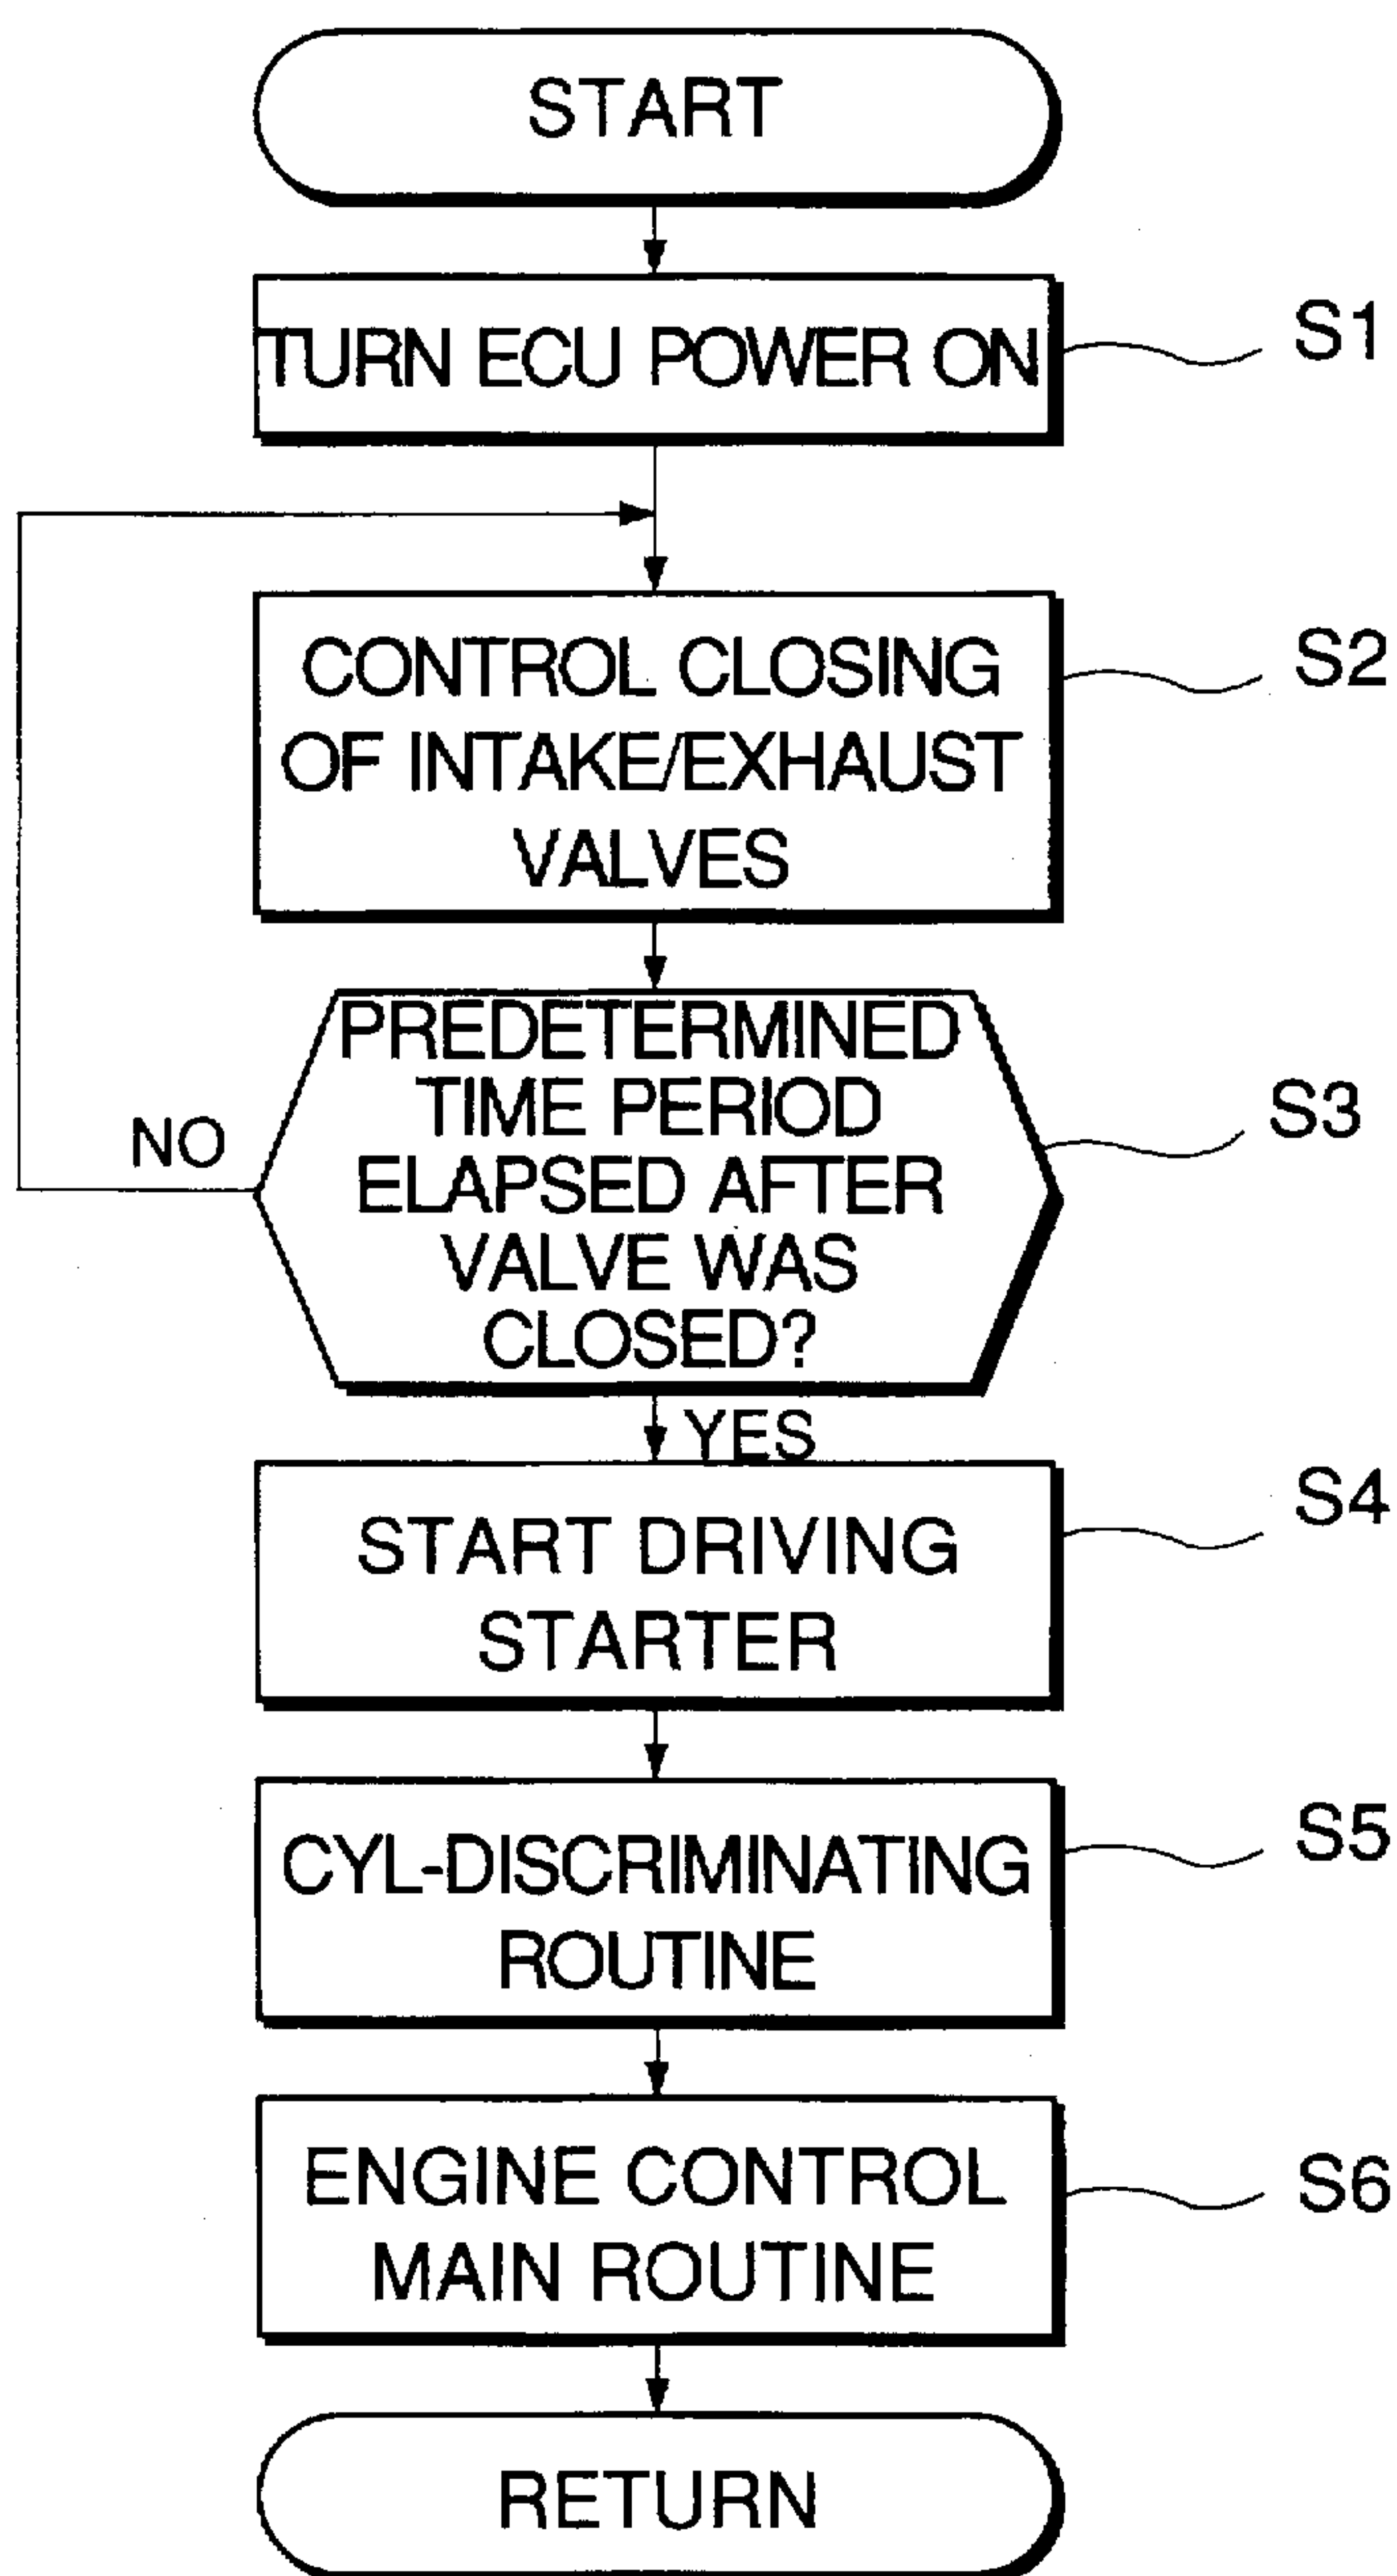 START
TURN ECU POWER ON
S1
CONTROL CLOSING
OF INTAKE/EXHAUST
VALVES
S2
PREDETERMINED
TIME PERIOD
ELAPSED AFTER
VALVE WAS
CLOSED?
S3
NO
YES
START DRIVING
STARTER
S4
CYL-DISCRIMINATING
ROUTINE
S5
ENGINE CONTROL
MAIN ROUTINE
S6
RETURN